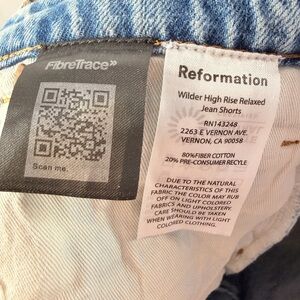 FibreTrace»
Scan me.
Reformation
Wilder High Rise Relaxed
Jean Shorts
RN143248
2263 E VERNON AVE.
VERNON, CA 90058
80%FIBER COTTON
20% PRE-CONSUMER RECYCLE
DUE TO THE NATURAL
CHARACTERISTICS OF THIS
FABRIC THE COLOR MAY RUB
OFF ON LIGHT COLORED
FABRICS AND UPHOLSTERY
CARE SHOULD BE TAKEN
WHEN WEARING WITH LIGHT
COLORED CLOTHING.